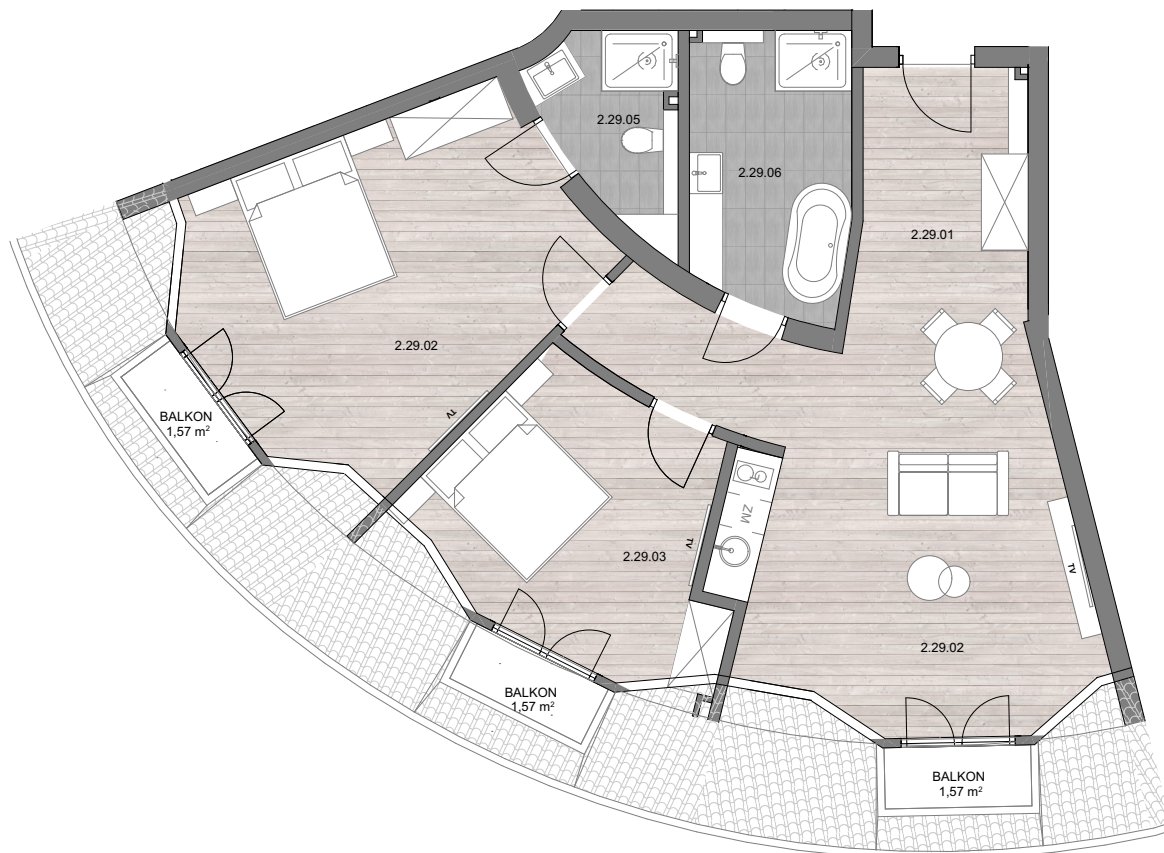 2.29.05
2.29.06
2.29.01
2.29.02
BALKON
1,57 m²
TV
ZM
2.29.03
TV
TV
2.29.02
BALKON
1,57 m²
BALKON
1,57 m²